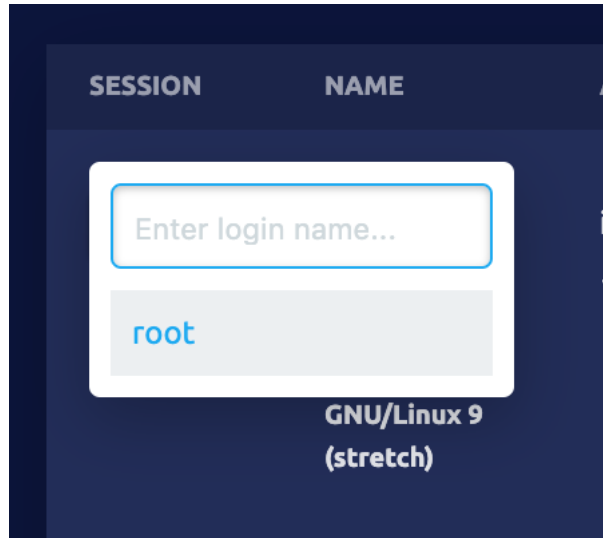 SESSION NAME
Enter login name...
root
GNU/Linux 9
(stretch)